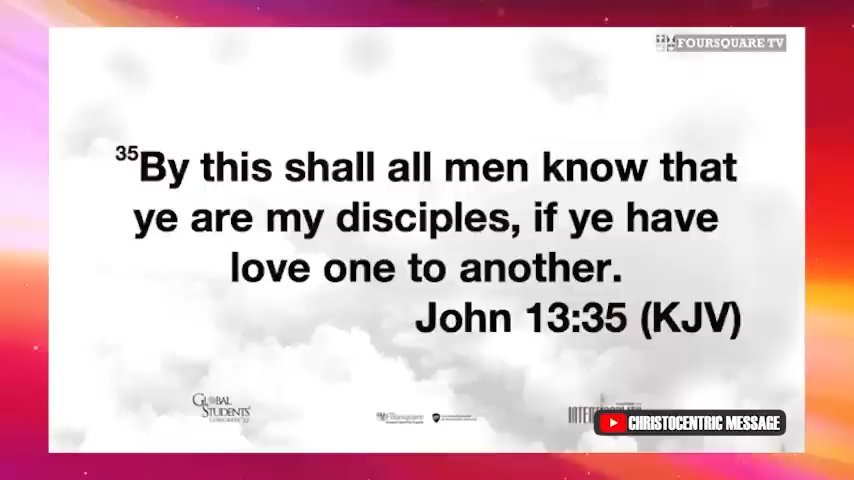 FOURSQUARE TV
35By this shall all men know that
ye are my disciples, if ye have
love one to another.
John 13:35 (KJV)
GLOBAL
STUDENTS'
Foursquare
CHRISTOCENTRIC MESSAGE